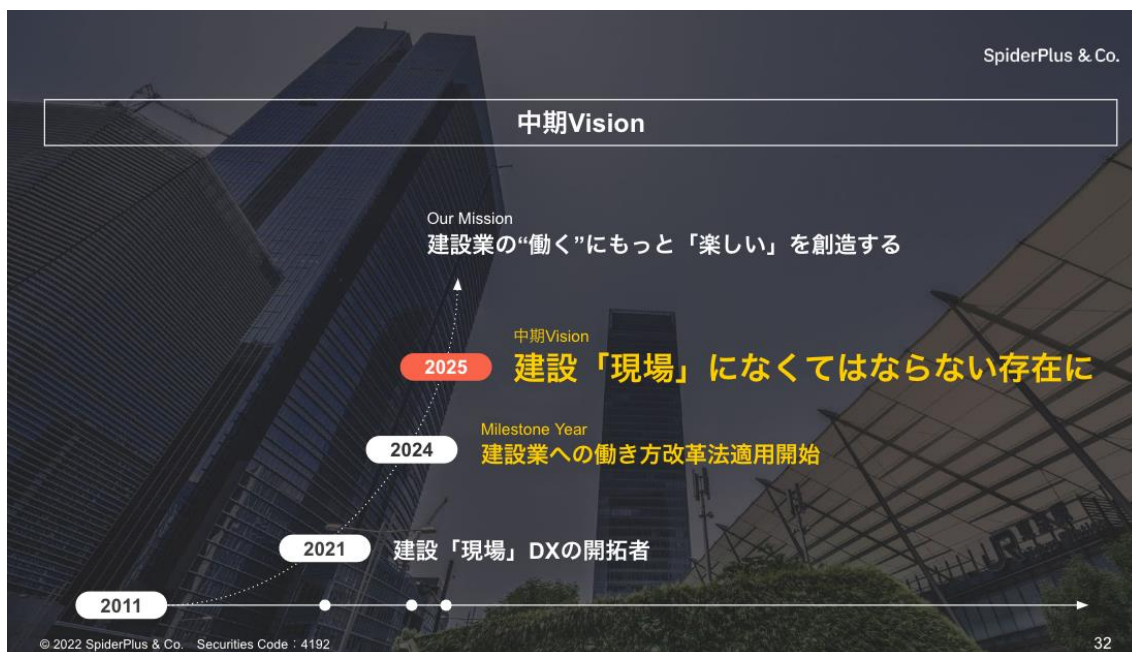 SpiderPlus & Co.
中期Vision
Our Mission
建設業の“働く”にもっと「楽しい」を創造する
中期Vision
2025 建設「現場」になくてはならない存在に
Milestone Year
2024 建設業への働き方改革法適用開始
2021 建設「現場」DXの開拓者
2011
© 2022 SpiderPlus & Co. Securities Code：4192
32